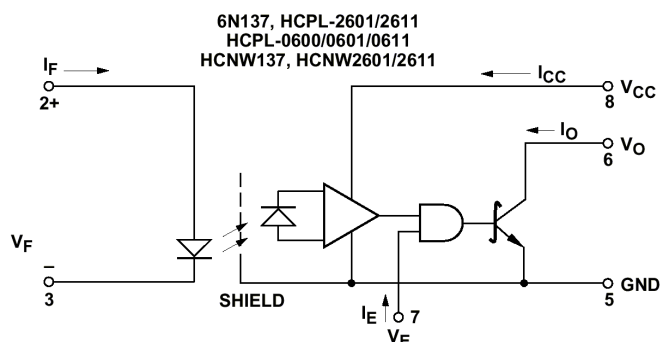 6N137, HCPL-2601/2611
HCPL-0600/0601/0611
HCNW137, HCNW2601/2611
IF
ICC
2+
8
VCC
IO
6
VO
VF
–
3
SHIELD
IE
7
VE
5
GND